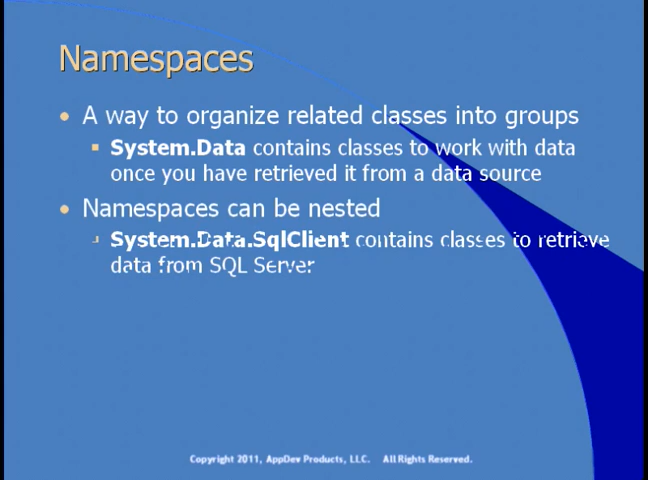 Namespaces
• A way to organize related classes into groups
▪ System.Data contains classes to work with data
once you have retrieved it from a data source
• Namespaces can be nested
▪ System.Data.SqlClient contains classes to retrieve
data from SQL Server
Copyright 2011, AppDev Products, LLC. All Rights Reserved.